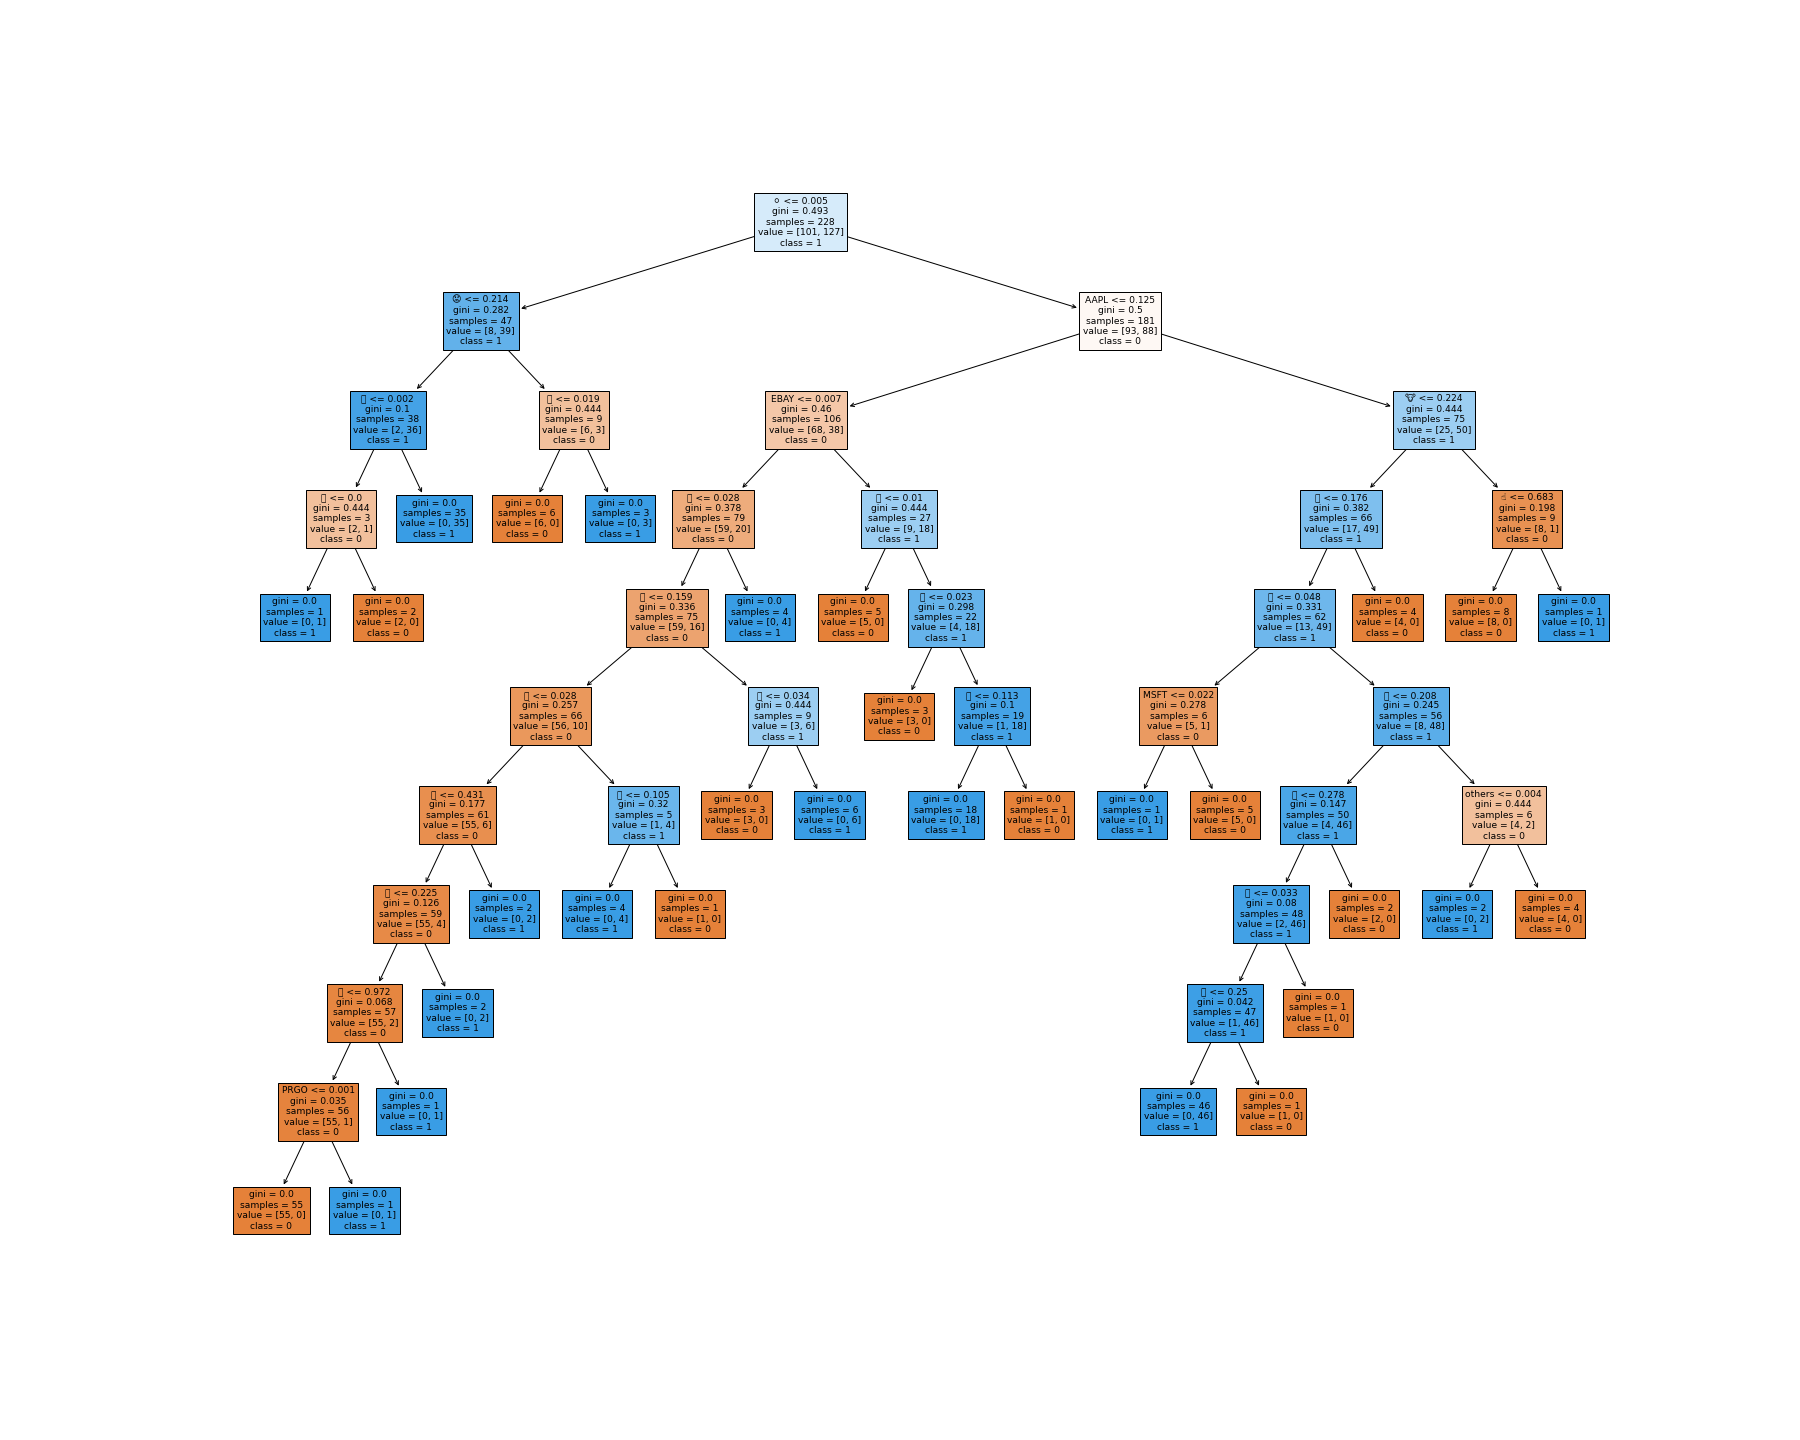 ⚬ <= 0.005
gini = 0.493
samples = 228
value = [101, 127]
class = 1
😟 <= 0.214
gini = 0.282
samples = 47
value = [8, 39]
class = 1
AAPL <= 0.125
gini = 0.5
samples = 181
value = [93, 88]
class = 0
<= 0.002
gini = 0.1
samples = 38
value = [2, 36]
class = 1
<= 0.019
gini = 0.444
samples = 9
value = [6, 3]
class = 0
EBAY <= 0.007
gini = 0.46
samples = 106
value = [68, 38]
class = 0
<= 0.224
gini = 0.444
samples = 75
value = [25, 50]
class = 1
<= 0.0
gini = 0.444
samples = 3
value = [2, 1]
class = 0
gini = 0.0
samples = 35
value = [0, 35]
class = 1
gini = 0.0
samples = 6
value = [6, 0]
class = 0
gini = 0.0
samples = 3
value = [0, 3]
class = 1
<= 0.028
gini = 0.378
samples = 79
value = [59, 20]
class = 0
<= 0.01
gini = 0.444
samples = 27
value = [9, 18]
class = 1
<= 0.176
gini = 0.382
samples = 66
value = [17, 49]
class = 1
☝ <= 0.683
gini = 0.198
samples = 9
value = [8, 1]
class = 0
gini = 0.0
samples = 1
value = [0, 1]
class = 1
gini = 0.0
samples = 2
value = [2, 0]
class = 0
<= 0.159
gini = 0.336
samples = 75
value = [59, 16]
class = 0
gini = 0.0
samples = 4
value = [0, 4]
class = 1
gini = 0.0
samples = 5
value = [5, 0]
class = 0
<= 0.023
gini = 0.298
samples = 22
value = [4, 18]
class = 1
<= 0.048
gini = 0.331
samples = 62
value = [13, 49]
class = 1
gini = 0.0
samples = 4
value = [4, 0]
class = 0
gini = 0.0
samples = 8
value = [8, 0]
class = 0
gini = 0.0
samples = 1
value = [0, 1]
class = 1
<= 0.028
gini = 0.257
samples = 66
value = [56, 10]
class = 0
<= 0.034
gini = 0.444
samples = 9
value = [3, 6]
class = 1
gini = 0.0
samples = 3
value = [3, 0]
class = 0
<= 0.113
gini = 0.1
samples = 19
value = [1, 18]
class = 1
MSFT <= 0.022
gini = 0.278
samples = 6
value = [5, 1]
class = 0
<= 0.208
gini = 0.245
samples = 56
value = [8, 48]
class = 1
<= 0.431
gini = 0.177
samples = 61
value = [55, 6]
class = 0
<= 0.105
gini = 0.32
samples = 5
value = [1, 4]
class = 1
gini = 0.0
samples = 3
value = [3, 0]
class = 0
gini = 0.0
samples = 6
value = [0, 6]
class = 1
gini = 0.0
samples = 18
value = [0, 18]
class = 1
gini = 0.0
samples = 1
value = [1, 0]
class = 0
gini = 0.0
samples = 1
value = [0, 1]
class = 1
gini = 0.0
samples = 5
value = [5, 0]
class = 0
<= 0.278
gini = 0.147
samples = 50
value = [4, 46]
class = 1
others <= 0.004
gini = 0.444
samples = 6
value = [4, 2]
class = 0
<= 0.225
gini = 0.126
samples = 59
value = [55, 4]
class = 0
gini = 0.0
samples = 2
value = [0, 2]
class = 1
gini = 0.0
samples = 4
value = [0, 4]
class = 1
gini = 0.0
samples = 1
value = [1, 0]
class = 0
<= 0.033
gini = 0.08
samples = 48
value = [2, 46]
class = 1
gini = 0.0
samples = 2
value = [2, 0]
class = 0
gini = 0.0
samples = 2
value = [0, 2]
class = 1
gini = 0.0
samples = 4
value = [4, 0]
class = 0
<= 0.972
gini = 0.068
samples = 57
value = [55, 2]
class = 0
gini = 0.0
samples = 2
value = [0, 2]
class = 1
<= 0.25
gini = 0.042
samples = 47
value = [1, 46]
class = 1
gini = 0.0
samples = 1
value = [1, 0]
class = 0
PRGO <= 0.001
gini = 0.035
samples = 56
value = [55, 1]
class = 0
gini = 0.0
samples = 1
value = [0, 1]
class = 1
gini = 0.0
samples = 46
value = [0, 46]
class = 1
gini = 0.0
samples = 1
value = [1, 0]
class = 0
gini = 0.0
samples = 55
value = [55, 0]
class = 0
gini = 0.0
samples = 1
value = [0, 1]
class = 1